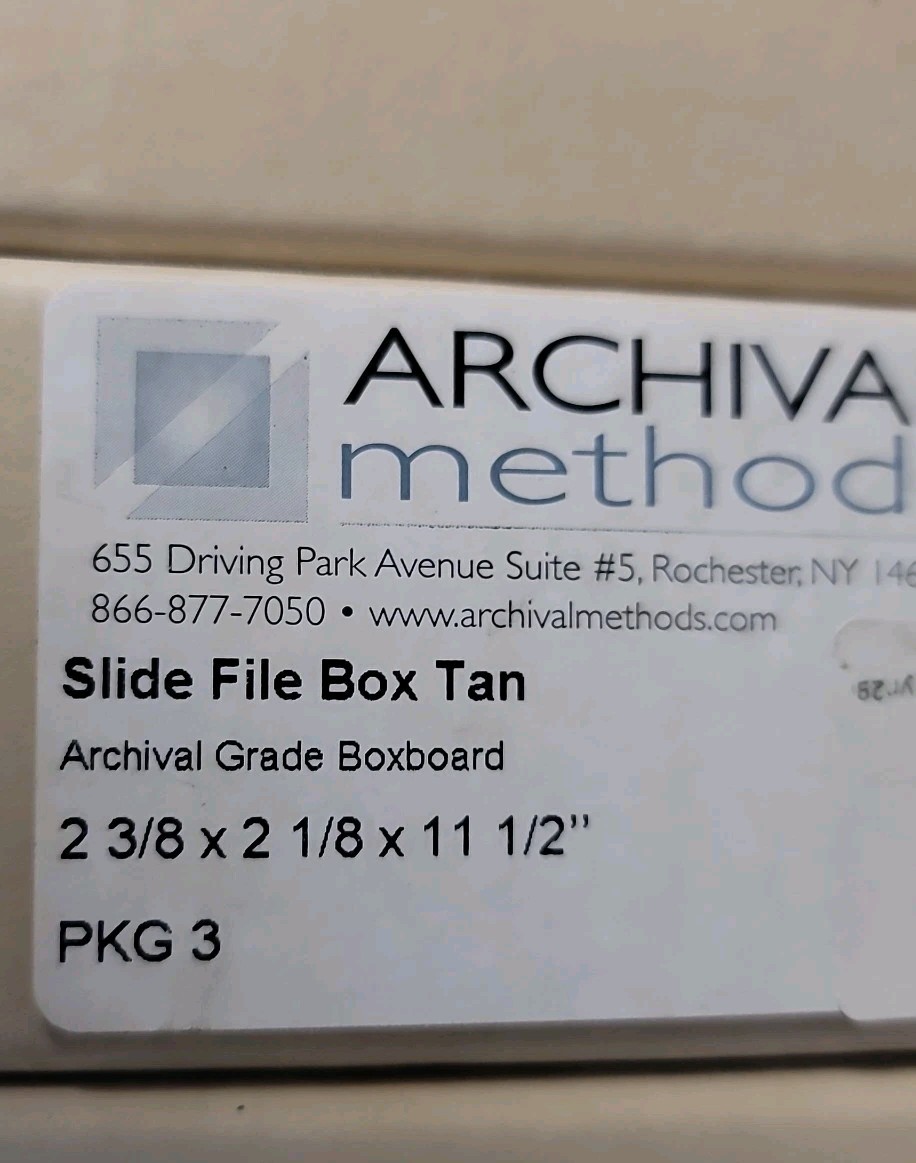 ARCHIVA
method
655 Driving Park Avenue Suite #5, Rochester, NY 146
866-877-7050 • www.archivalmethods.com
Slide File Box Tan
Archival Grade Boxboard
2 3/8 x 2 1/8 x 11 1/2"
PKG 3